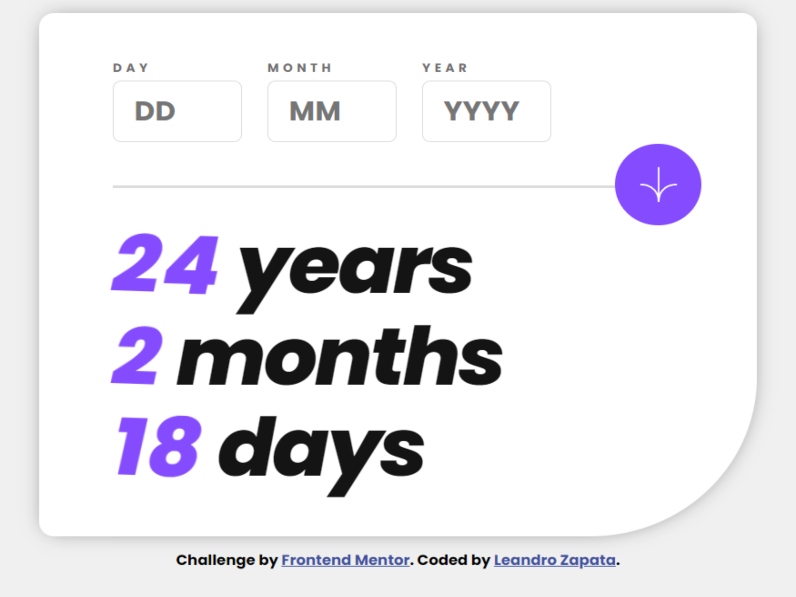 DAY MONTH YEAR
DD MM YYYY
24 years
2 months
18 days
Challenge by Frontend Mentor. Coded by Leandro Zapata.